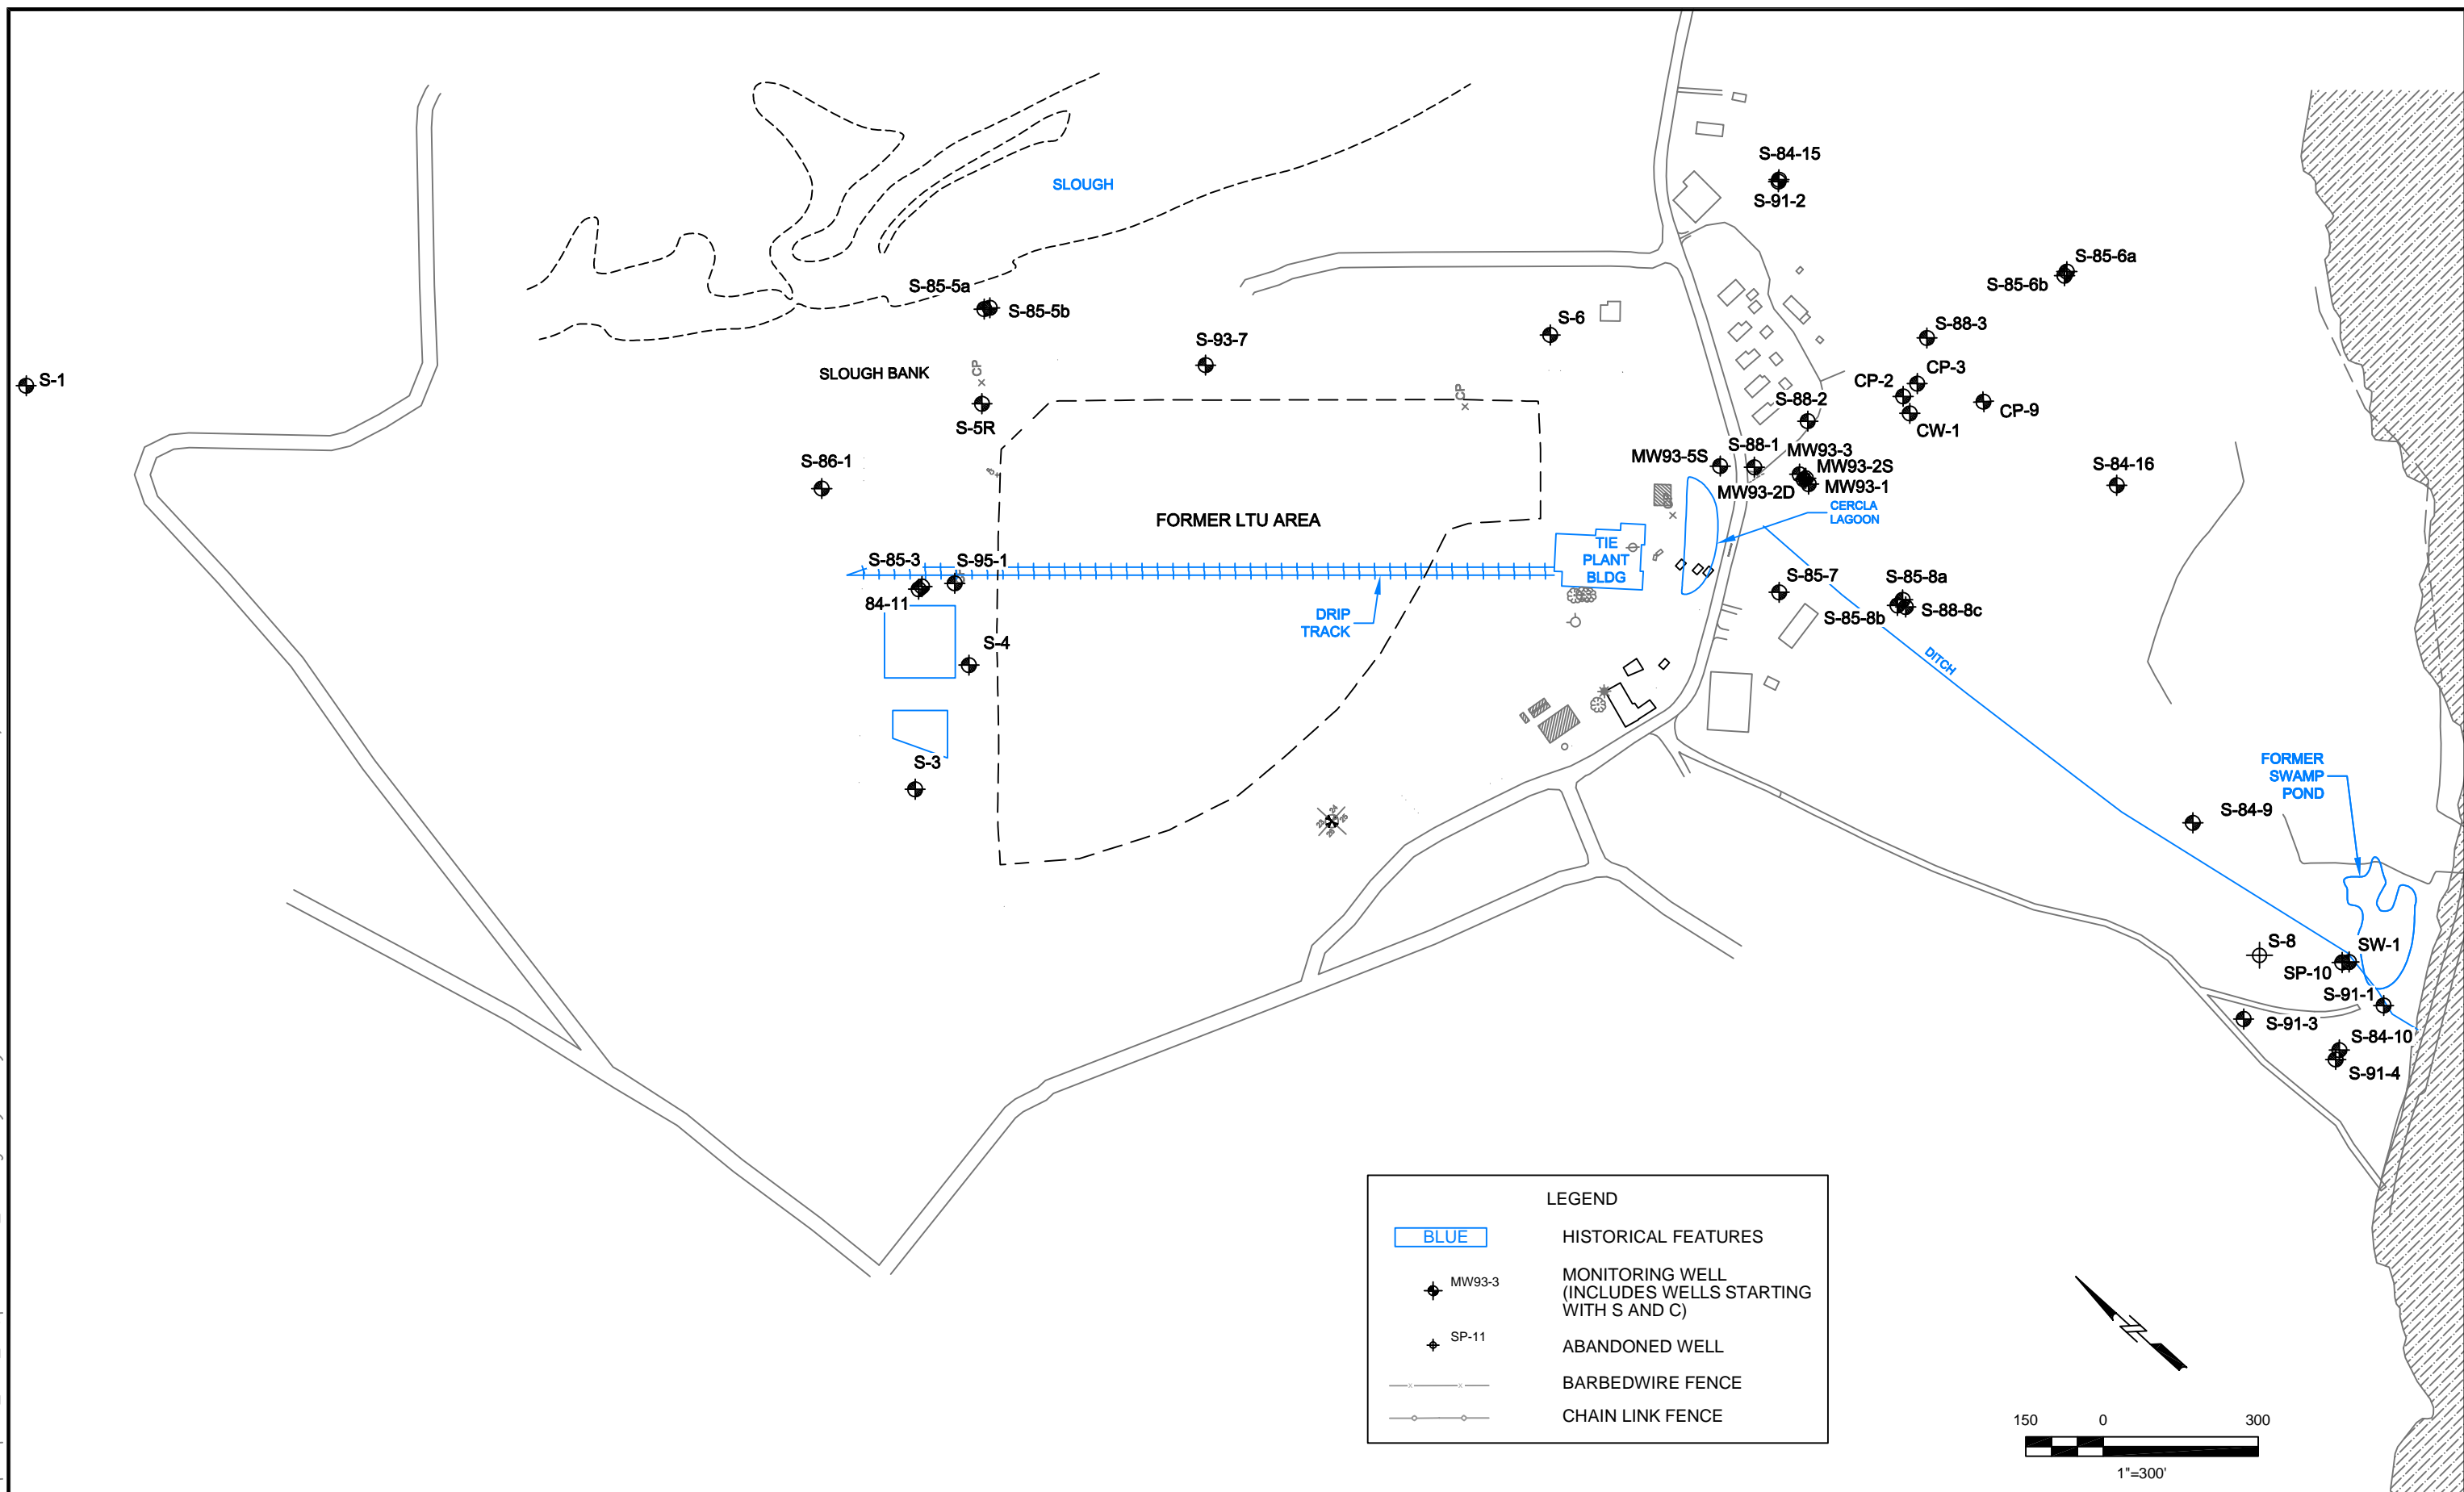 S-84-15
SLOUGH
S-91-2
S-85-6a
S-85-6b
S-85-5a
S-85-5b
S-6
S-88-3
S-93-7
SLOUGH BANK
CP
S-1
CP
CP-3
CP-2
S-88-2
CP-9
CW-1
S-5R
S-88-1
MW93-3
MW93-5S
MW93-2S
S-86-1
S-84-16
MW93-2D
MW93-1
CERCLA
LAGOON
FORMER LTU AREA
TIE
PLANT
BLDG
S-85-3
S-95-1
S-85-7
S-85-8a
84-11
DRIP
TRACK
S-85-8b
S-88-8c
S-4
DITCH
FORMER
SWAMP
POND
S-3
S-84-9
S-8
SW-1
SP-10
S-91-1
S-91-3
S-84-10
S-91-4
LEGEND
BLUE
HISTORICAL FEATURES
MW93-3
MONITORING WELL
(INCLUDES WELLS STARTING
WITH S AND C)
SP-11
ABANDONED WELL
BARBEDWIRE FENCE
CHAIN LINK FENCE
150 0 300
1"=300'